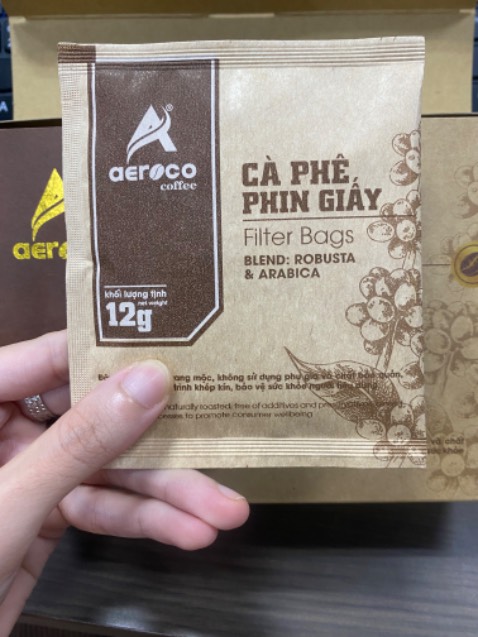 A
aeroco
coffee
CÀ PHÊ
PHIN GIẤY
Filter Bags
BLEND: ROBUSTA
& ARABICA
khối lượng tịnh
net weight
12g
rang mộc, không sử dụng phụ gia và chất bảo quản,
trình khép kín, bảo vệ sức khỏe người tiêu dùng
naturally roasted, free of additives and
to promote consumer wellbeing
aero